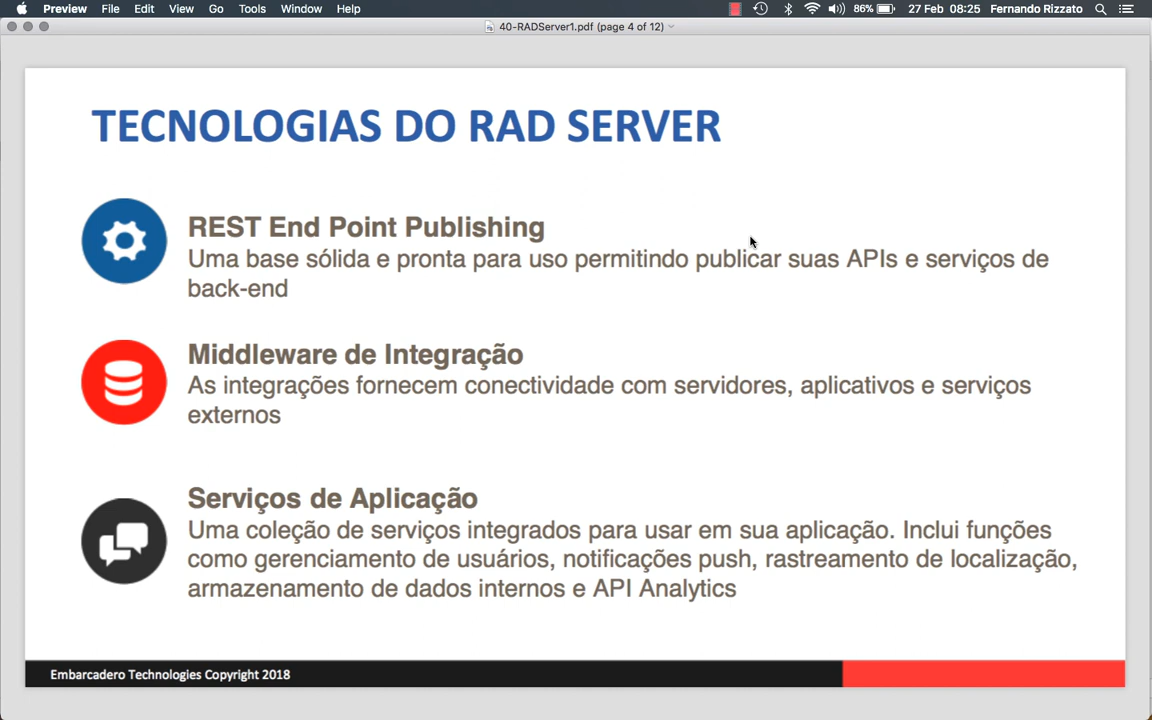 Preview File Edit View Go Tools Window Help 86% 27 Feb 08:25 Fernando Rizzato
40-RADServer1.pdf (page 4 of 12)
TECNOLOGIAS DO RAD SERVER
REST End Point Publishing
Uma base sólida e pronta para uso permitindo publicar suas APIs e serviços de
back-end
Middleware de Integração
As integrações fornecem conectividade com servidores, aplicativos e serviços
externos
Serviços de Aplicação
Uma coleção de serviços integrados para usar em sua aplicação. Inclui funções
como gerenciamento de usuários, notificações push, rastreamento de localização,
armazenamento de dados internos e API Analytics
Embarcadero Technologies Copyright 2018